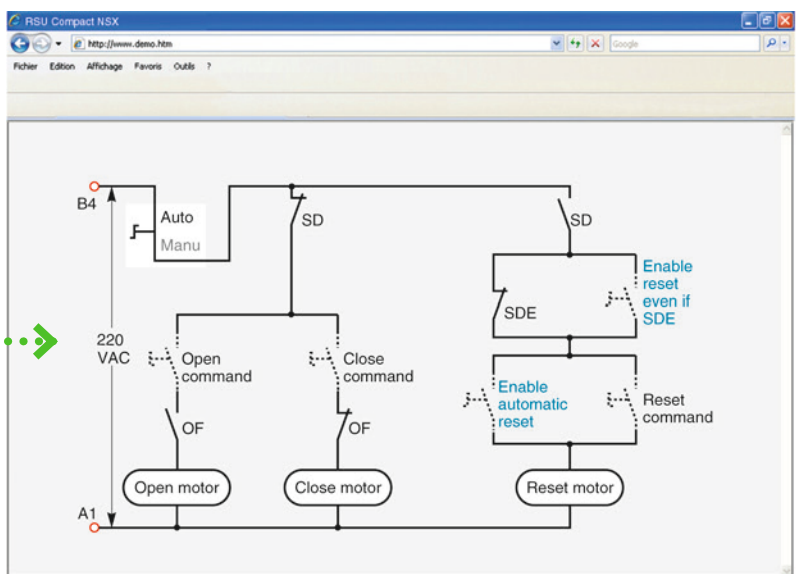 RSU Compact NSX
http://www.demo.htm
Google
Fichier Edition Affichage Favoris Outils ?
B4
Auto
Manu
SD
SD
Enable
reset
even if
SDE
SDE
220
VAC
Open
command
Close
command
Enable
automatic
reset
Reset
command
OF
OF
Open motor
Close motor
Reset motor
A1